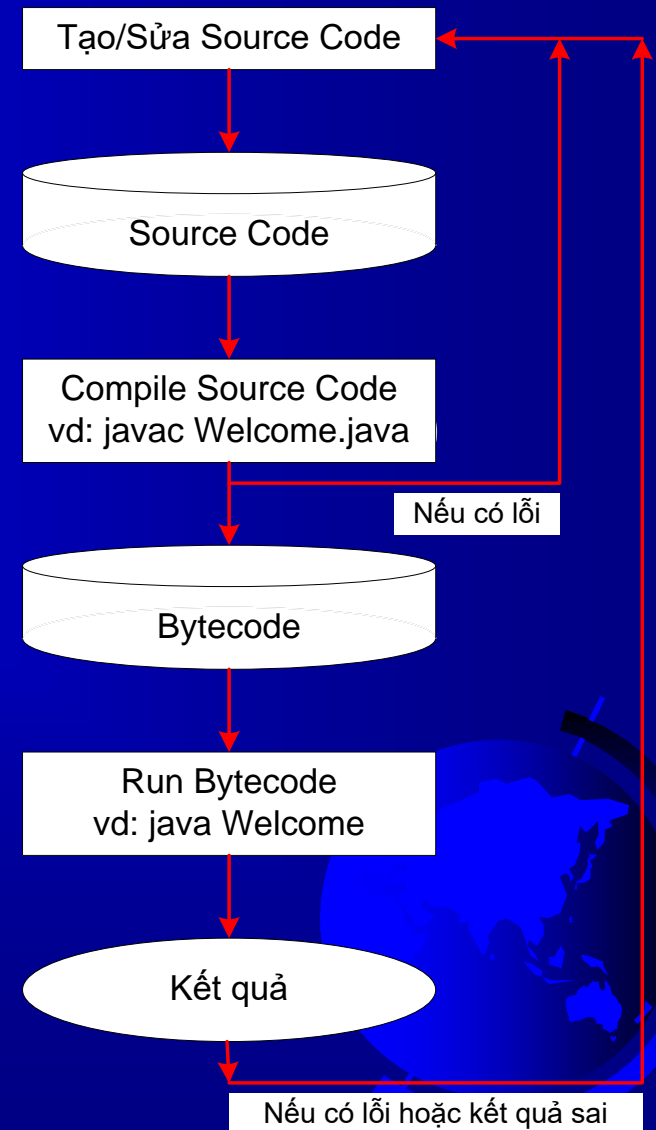 Tạo/Sửa Source Code
Source Code
Compile Source Code
vd: javac Welcome.java
Nếu có lỗi
Bytecode
Run Bytecode
vd: java Welcome
Kết quả
Nếu có lỗi hoặc kết quả sai